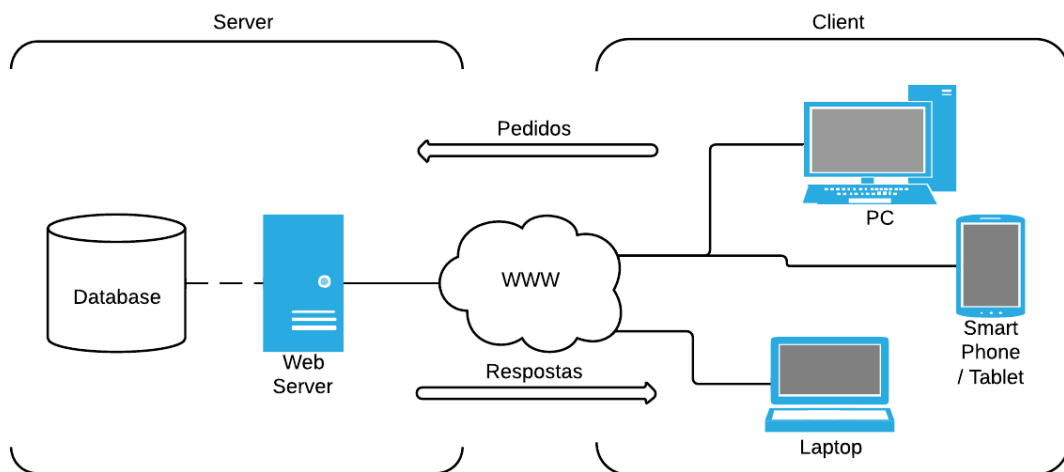 Server
Client
Pedidos
PC
Database
WWW
Web
Server
Smart
Phone
/ Tablet
Respostas
Laptop